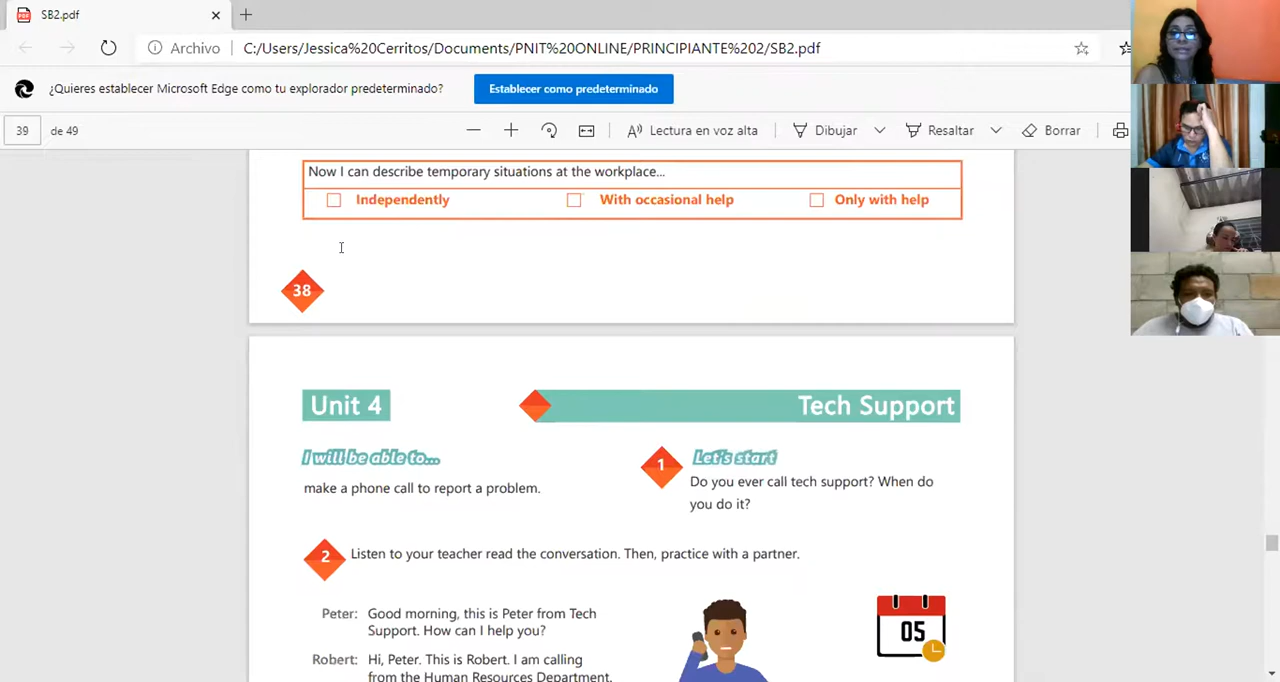 SB2.pdf
Archivo C:/Users/Jessica%20Cerritos/Documents/PNIT%20ONLINE/PRINCIPIANTE%202/SB2.pdf
¿Quieres establecer Microsoft Edge como tu explorador predeterminado? Establecer como predeterminado
39 de 49 Lectura en voz alta Dibujar Resaltar Borrar
Now I can describe temporary situations at the workplace...
Independently With occasional help Only with help
38
Unit 4 Tech Support
I will be able to...
make a phone call to report a problem.
1 Let's start
Do you ever call tech support? When do
you do it?
2 Listen to your teacher read the conversation. Then, practice with a partner.
Peter: Good morning, this is Peter from Tech
Support. How can I help you?
Robert: Hi, Peter. This is Robert. I am calling
from the Human Resources Department.
05